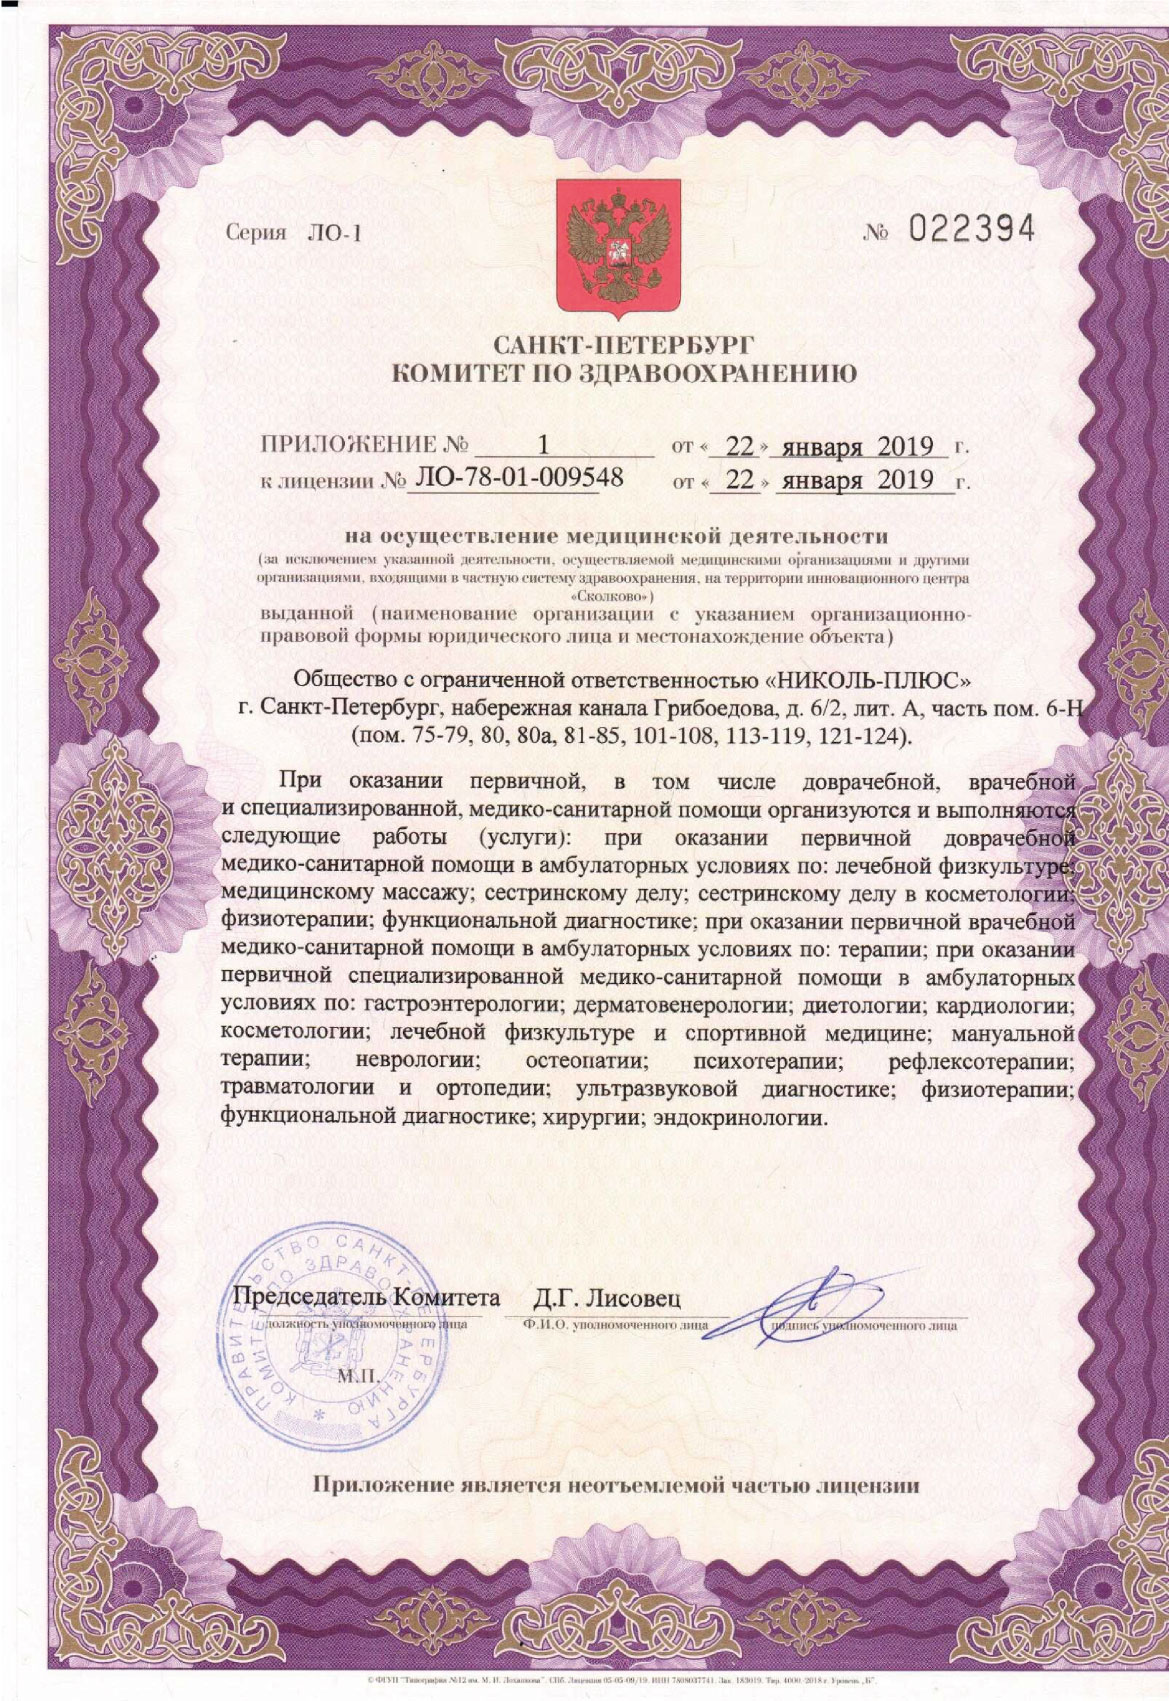 Серия ЛО-1
№ 022394
САНКТ-ПЕТЕРБУРГ
КОМИТЕТ ПО ЗДРАВООХРАНЕНИЮ
ПРИЛОЖЕНИЕ № 1 от « 22 » января 2019 г.
к лицензии № ЛО-78-01-009548 от « 22 » января 2019 г.
на осуществление медицинской деятельности
(за исключением указанной деятельности, осуществляемой медицинскими организациями и другими
организациями, входящими в частную систему здравоохранения, на территории инновационного центра
«Сколково»)
выданной (наименование организации с указанием организационно-
правовой формы юридического лица и местонахождение объекта)
Общество с ограниченной ответственностью «НИКОЛЬ-ПЛЮС»
г. Санкт-Петербург, набережная канала Грибоедова, д. 6/2, лит. А, часть пом. 6-Н
(пом. 75-79, 80, 80а, 81-85, 101-108, 113-119, 121-124).
При оказании первичной, в том числе доврачебной, врачебной
и специализированной, медико-санитарной помощи организуются и выполняются
следующие работы (услуги): при оказании первичной доврачебной
медико-санитарной помощи в амбулаторных условиях по: лечебной физкультуре;
медицинскому массажу; сестринскому делу; сестринскому делу в косметологии;
физиотерапии; функциональной диагностике; при оказании первичной врачебной
медико-санитарной помощи в амбулаторных условиях по: терапии; при оказании
первичной специализированной медико-санитарной помощи в амбулаторных
условиях по: гастроэнтерологии; дерматовенерологии; диетологии; кардиологии;
косметологии; лечебной физкультуре и спортивной медицине; мануальной
терапии; неврологии; остеопатии; психотерапии; рефлексотерапии;
травматологии и ортопедии; ультразвуковой диагностике; физиотерапии;
функциональной диагностике; хирургии; эндокринологии.
Председатель Комитета Д.Г. Лисовец
должность уполномоченного лица Ф.И.О. уполномоченного лица подпись уполномоченного лица
М.П.
ПРАВИТЕЛЬСТВО САНКТ-ПЕТЕРБУРГА
КОМИТЕТ ПО ЗДРАВООХРАНЕНИЮ
Приложение является неотъемлемой частью лицензии
© ФГУП "Типография №12 им. М. И. Лоханкова". СПб. Лицензия 05-05-09/19. ИНН 7808037741. Зак. 183019. Тир. 4000. 2018 г. Уровень „Б".